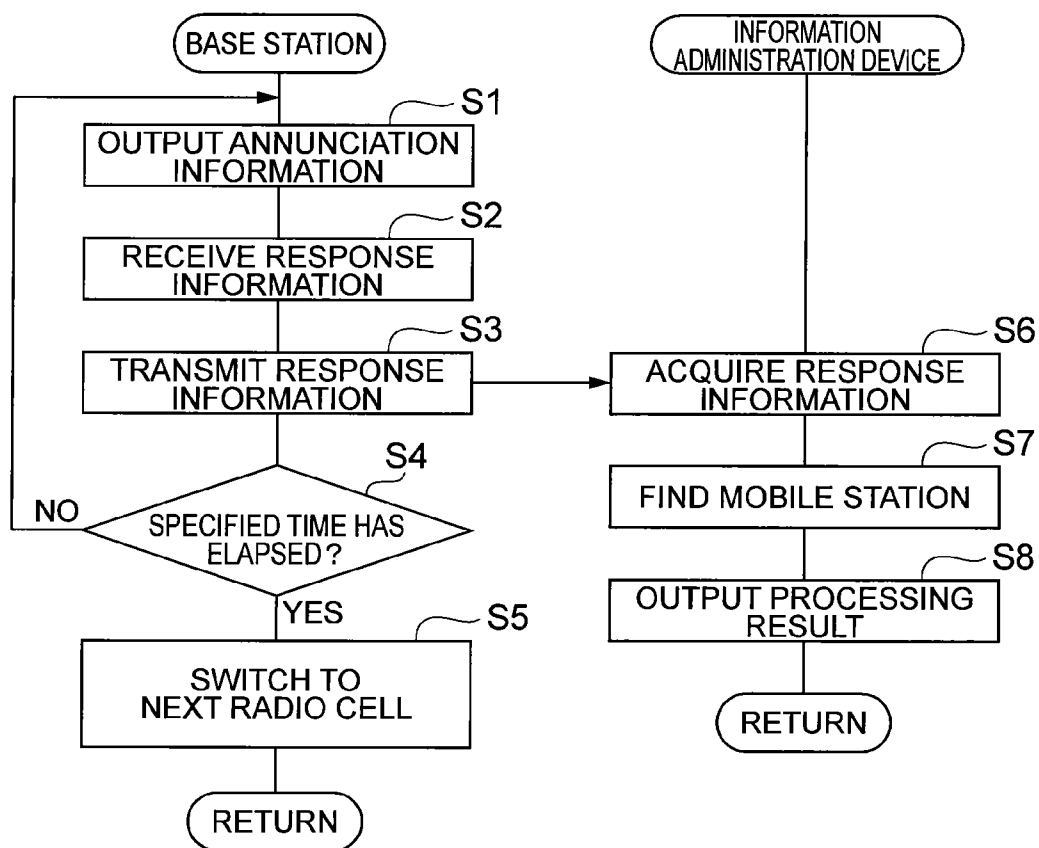 BASE STATION
S1
OUTPUT ANNUNCIATION
INFORMATION
S2
RECEIVE RESPONSE
INFORMATION
S3
TRANSMIT RESPONSE
INFORMATION
S4
NO
SPECIFIED TIME HAS
ELAPSED?
YES
S5
SWITCH TO
NEXT RADIO CELL
RETURN
INFORMATION
ADMINISTRATION DEVICE
S6
ACQUIRE RESPONSE
INFORMATION
S7
FIND MOBILE STATION
S8
OUTPUT PROCESSING
RESULT
RETURN